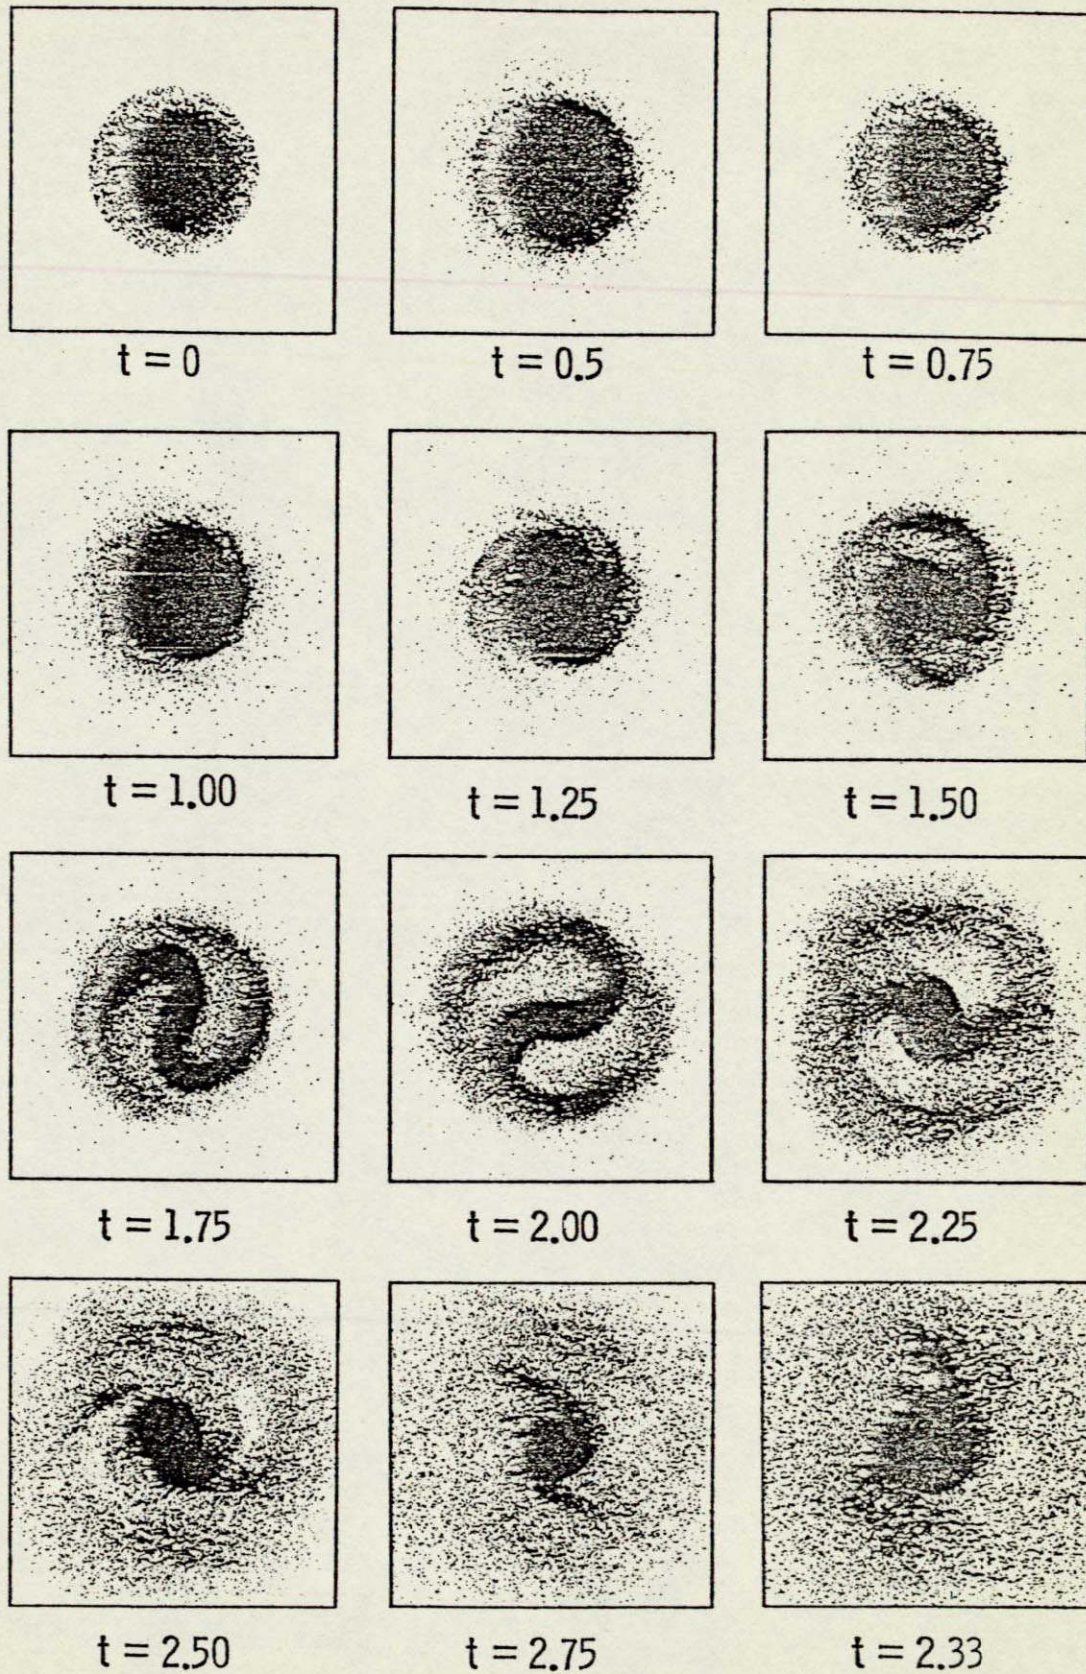 t = 0
t = 0.5
t = 0.75
t = 1.00
t = 1.25
t = 1.50
t = 1.75
t = 2.00
t = 2.25
t = 2.50
t = 2.75
t = 2.33